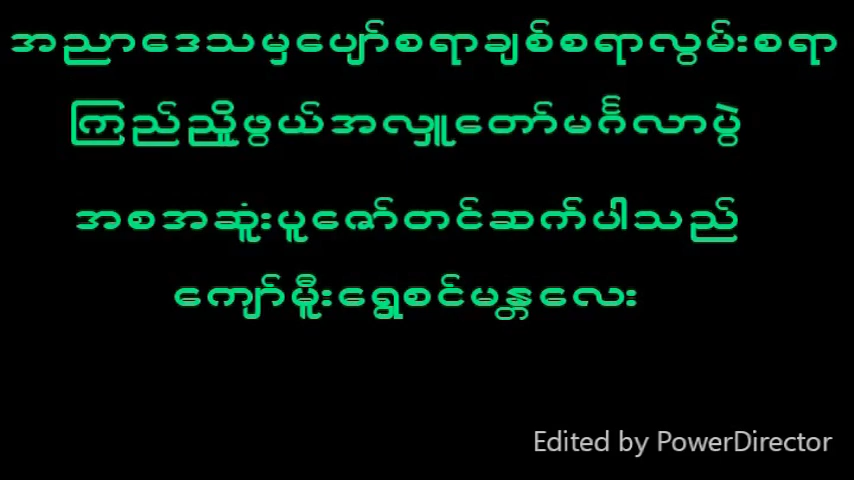 အညာဒေသမှပျော်စရာချစ်စရာလွမ်းစရာ
ကြည်ညှိုဖွယ်အလှူတော်မင်္ဂလာပွဲ
အစအဆူံးပူဇော်တင်ဆက်ပါသည်
ကျော်မှီးရွှေစင်မန္တလေး
Edited by PowerDirector